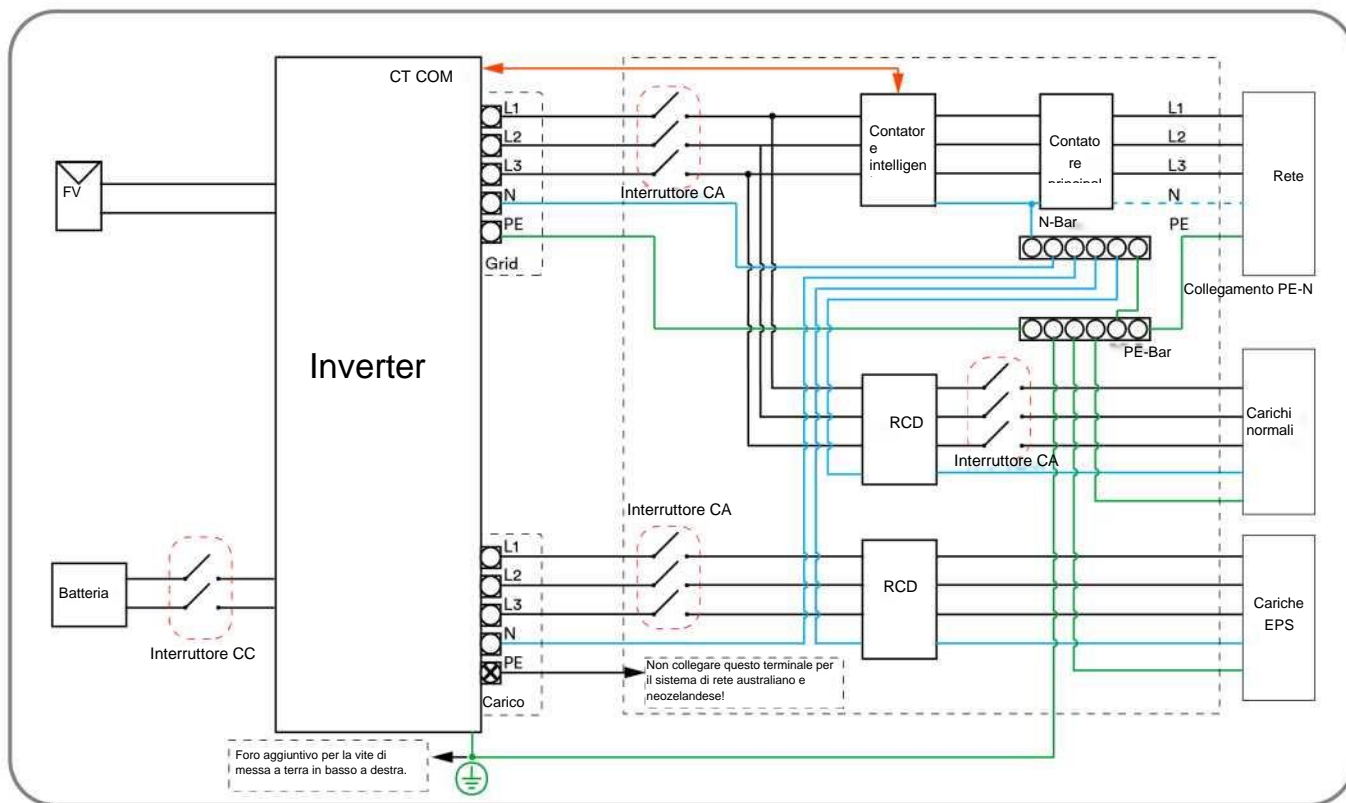 CT COM
L1
L2
L3
N
PE
Grid
Interruttore CA
Contator
e
intelligen
Contato
re
principal
L1
L2
L3
N
PE
Rete
N-Bar
Collegamento PE-N
PE-Bar
FV
Inverter
RCD
Interruttore CA
Carichi
normali
Interruttore CA
L1
L2
L3
N
PE
Carico
RCD
Cariche
EPS
Batteria
Interruttore CC
Non collegare questo terminale per
il sistema di rete australiano e
neozelandese!
Foro aggiuntivo per la vite di
messa a terra in basso a destra.